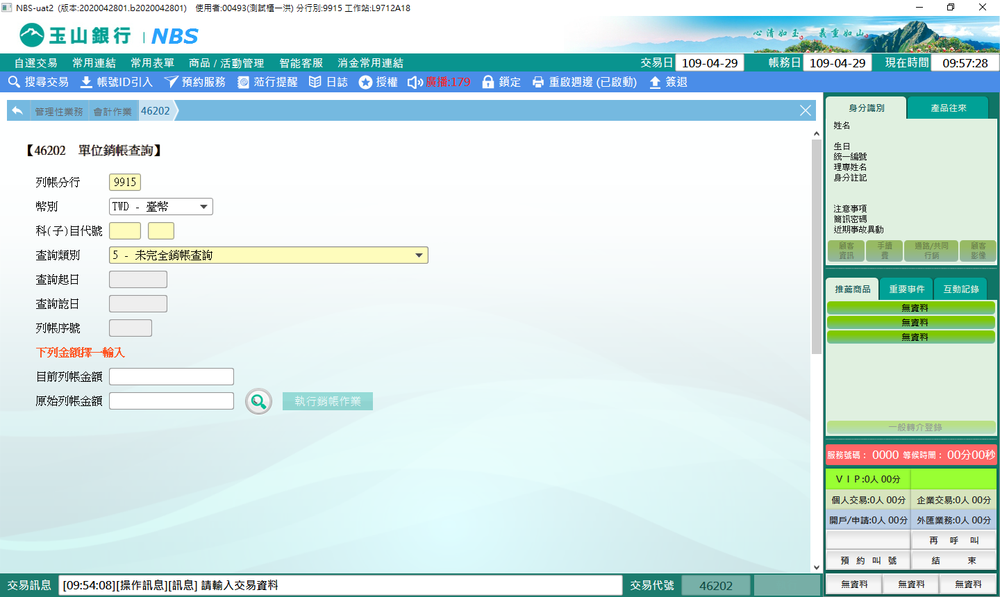 NBS-uat2 (版本:2020042801.b2020042801) 使用者:00493(測試櫃一洪) 分行別:9915 工作站:L9712A18
玉山銀行 | NBS
心清如玉。 義重如山。
自選交易 常用連結 常用表單 商品 / 活動管理 智能客服 消金常用連結 交易日 109-04-29 帳務日 109-04-29 現在時間 09:57:28
搜尋交易 帳號ID引入 預約服務 蒞行提醒 日誌 授權 廣播:179 鎖定 重啟週邊 (已啟動) 簽退
管理性業務 會計作業 46202
【46202 單位銷帳查詢】
列帳分行 9915
幣別 TWD - 臺幣
科(子)目代號
查詢類別 5 - 未完全銷帳查詢
查詢起日
查詢訖日
列帳序號
下列金額擇一輸入
目前列帳金額
原始列帳金額 執行銷帳作業
身分識別 產品往來
姓名
生日
統一編號
理專姓名
身分註記
注意事項
簡訊密碼
近期事故異動
顧客資訊 手續費 通路/共同行銷 顧客影像
推薦商品 重要事件 互動記錄
無資料
無資料
無資料
一般轉介登錄
服務號碼： 0000 等候時間： 00分00秒
ＶＩＰ:0人 00分
個人交易:0人 00分 企業交易:0人 00分
開戶/申請:0人 00分 外匯業務:0人 00分
再 呼 叫
預 約 叫 號 結 束
無資料 無資料 無資料
交易訊息 [09:54:08][操作訊息][訊息] 請輸入交易資料 交易代號 46202